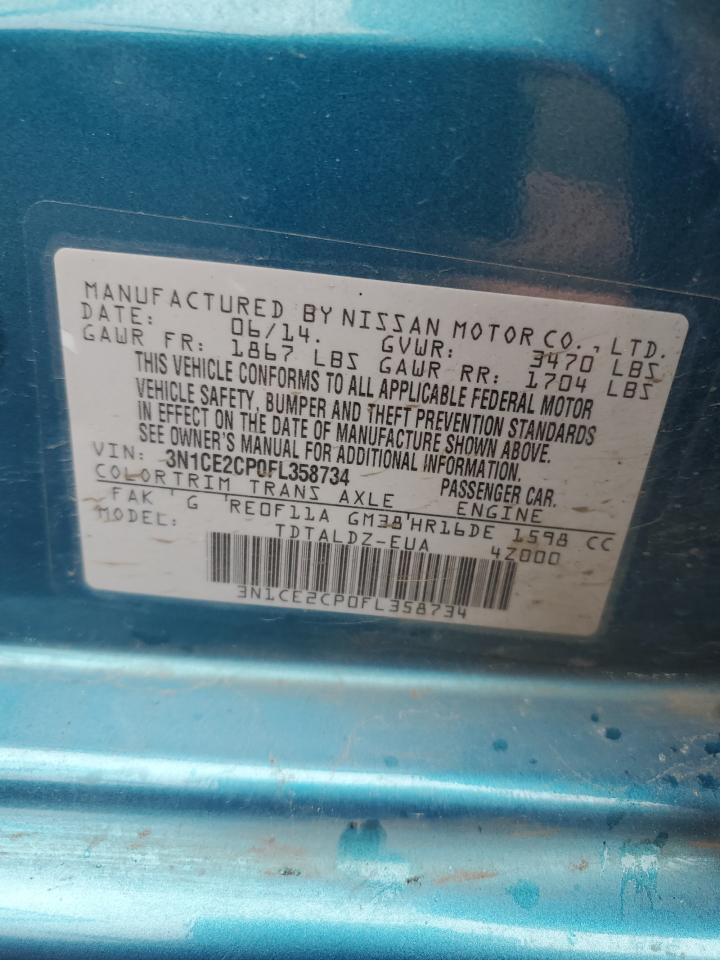 MANUFACTURED BY NISSAN MOTOR CO., LTD.
DATE: 06/14. GVWR: 3470 LBS
GAWR FR: 1867 LBS GAWR RR: 1704 LBS
THIS VEHICLE CONFORMS TO ALL APPLICABLE FEDERAL MOTOR
VEHICLE SAFETY, BUMPER AND THEFT PREVENTION STANDARDS
IN EFFECT ON THE DATE OF MANUFACTURE SHOWN ABOVE.
SEE OWNER'S MANUAL FOR ADDITIONAL INFORMATION.
VIN: 3N1CE2CP0FL358734 PASSENGER CAR.
COLOR TRIM TRANS AXLE ENGINE
FAK ' G 'RE0F11A GM38'HR16DE 1598 CC
MODEL: TDTALDZ-EUA 4Z000
3N1CE2CP0FL358734